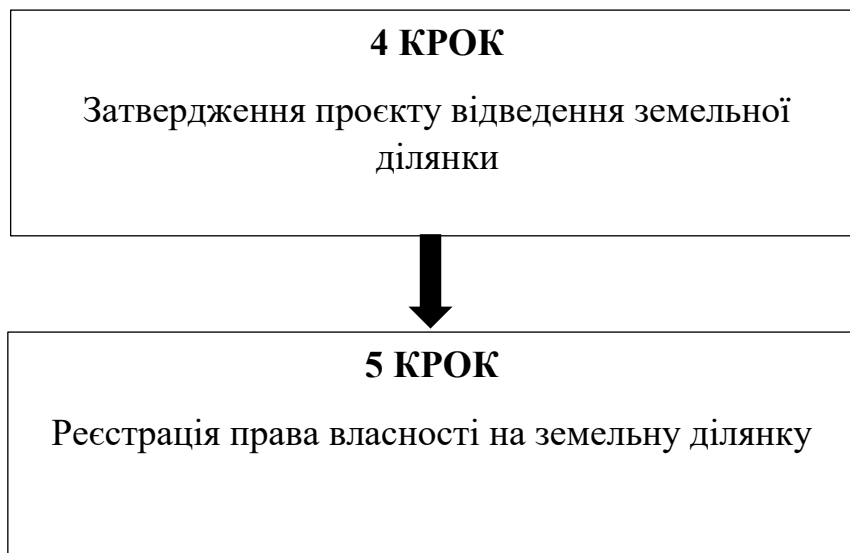 4 КРОК
Затвердження проєкту відведення земельної
ділянки
5 КРОК
Реєстрація права власності на земельну ділянку